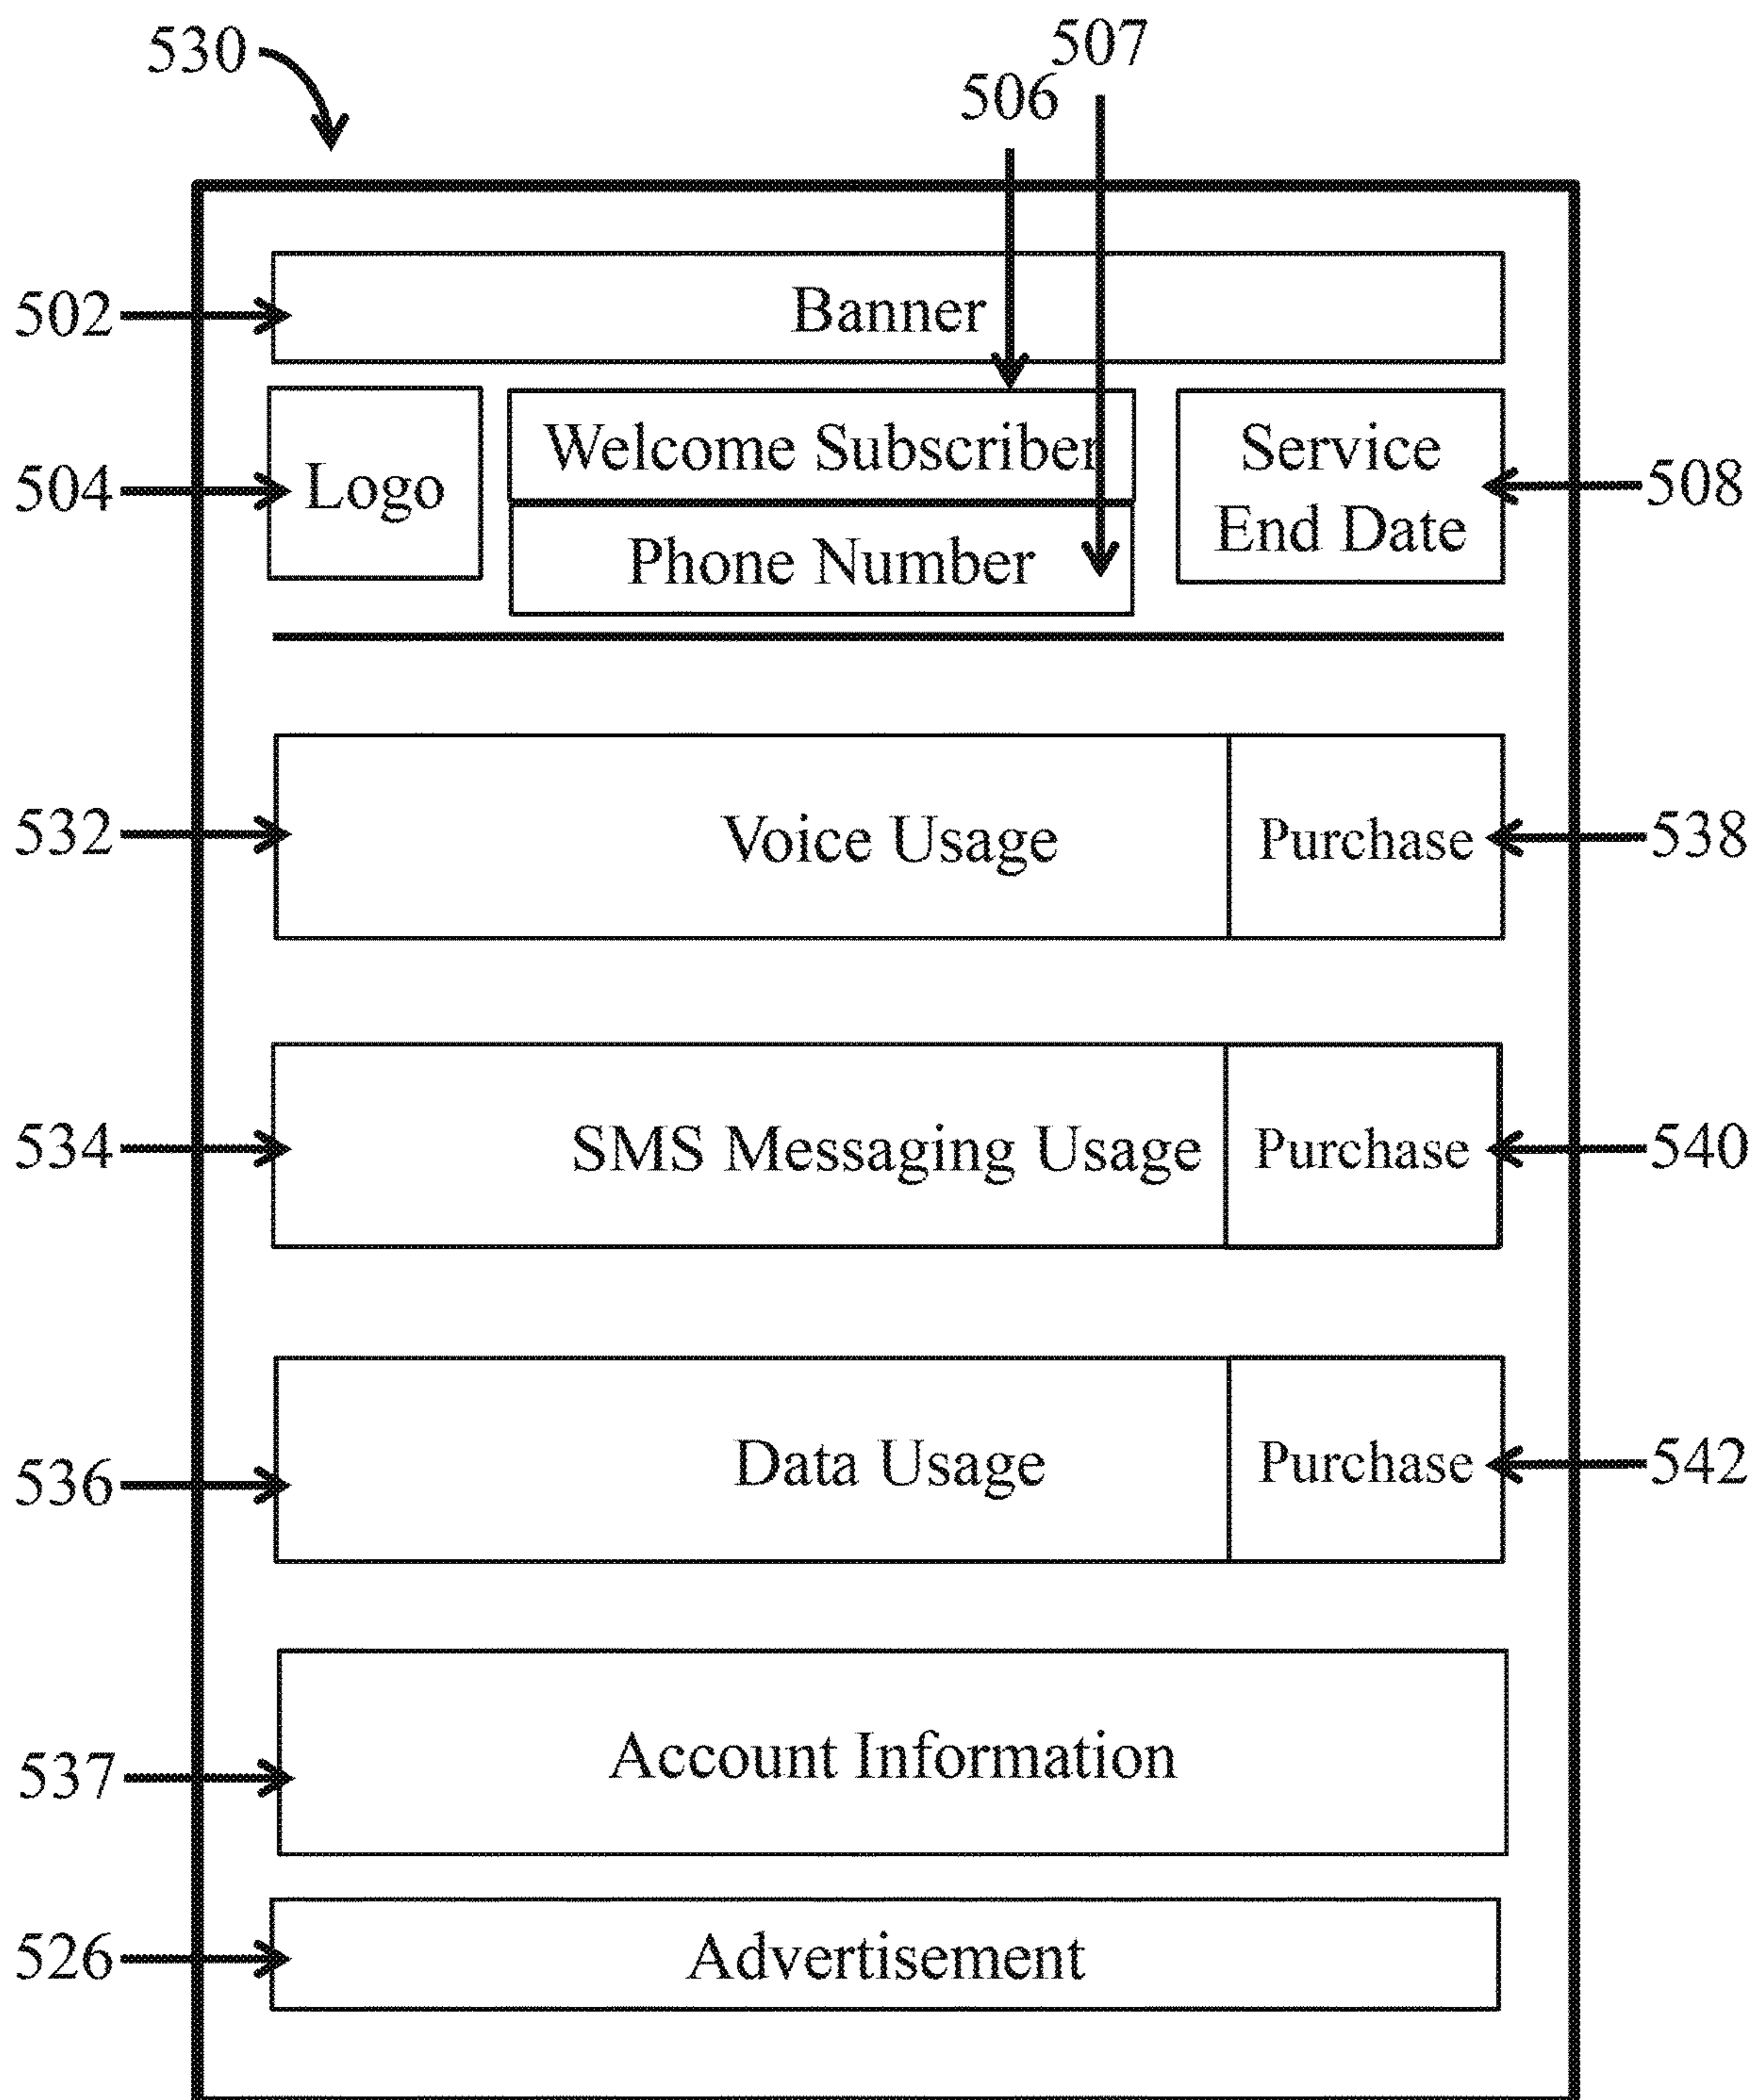 530
507
506
502
Banner
504
Logo
Welcome Subscriber
Phone Number
Service
End Date
508
532
Voice Usage
Purchase
538
534
SMS Messaging Usage
Purchase
540
536
Data Usage
Purchase
542
537
Account Information
526
Advertisement